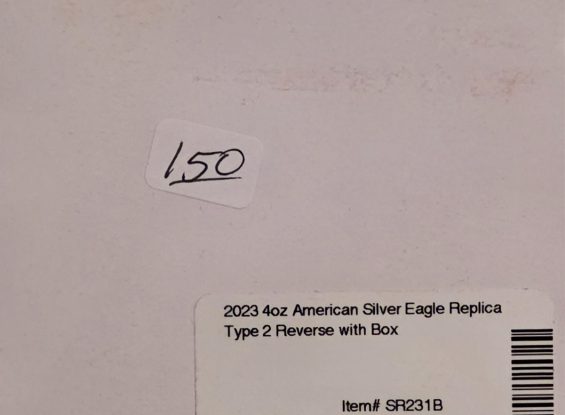 150
2023 4oz American Silver Eagle Replica
Type 2 Reverse with Box
Item# SR231B